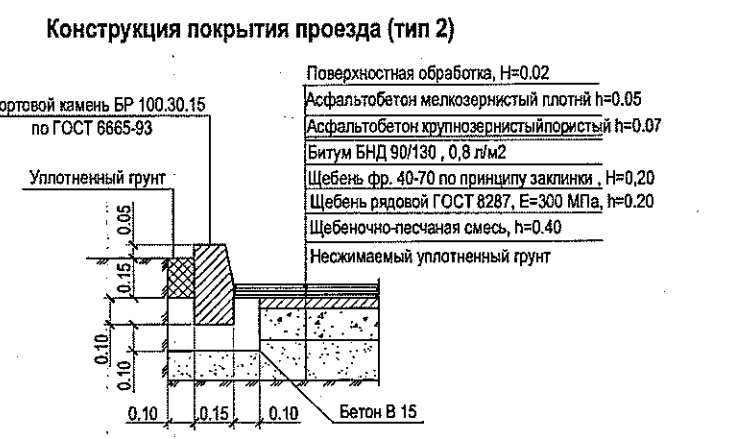 Конструкция покрытия проезда (тип 2)
Поверхностная обработка, H=0.02
ортовой камень БР 100.30.15
по ГОСТ 6665-93
Асфальтобетон мелкозернистый плотнй h=0.05
Асфальтобетон крупнозернистыйпористый h=0.07
Битум БНД 90/130 , 0,8 л/м2
Уплотненный грунт
Щебень фр. 40-70 по принципу заклинки , H=0,20
Щебень рядовой ГОСТ 8287, E=300 МПа, h=0.20
Щебеночно-песчаная смесь, h=0.40
Несжимаемый уплотненный грунт
0.05
0.15
0.10
0.10
0.10
0.15
0.10
Бетон В 15